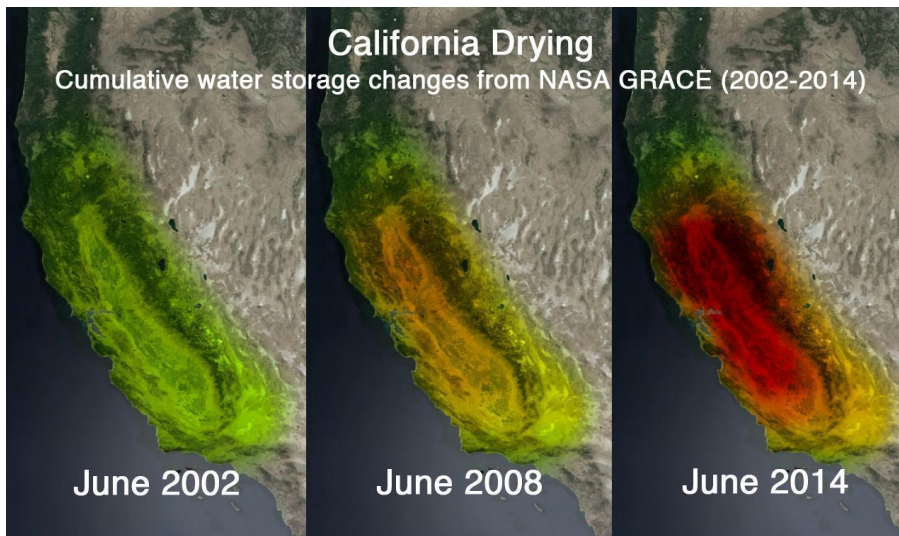 California Drying
Cumulative water storage changes from NASA GRACE (2002-2014)
June 2002
June 2008
June 2014